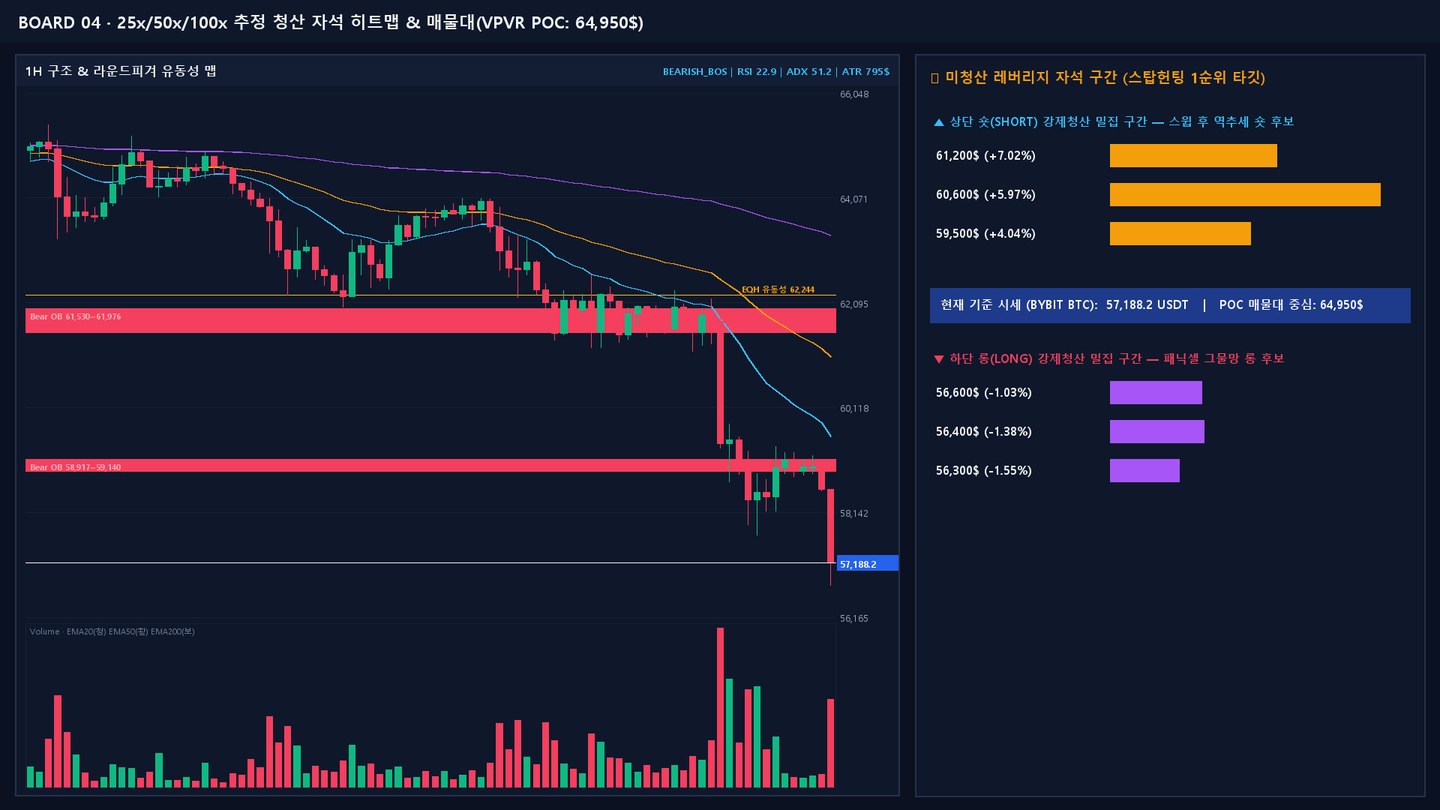 BOARD 04 · 25x/50x/100x 추정 청산 자석 히트맵 & 매물대(VPVR POC: 64,950$)
1H 구조 & 라운드피겨 유동성 맵
BEARISH_BOS | RSI 22.9 | ADX 51.2 | ATR 795$
66,048
64,071
EQH 유동성 62,244
62,095
Bear OB 61,530~61,976
60,118
Bear OB 58,917~59,140
58,142
57,188.2
56,165
Volume · EMA20(청) EMA50(황) EMA200(보)
미청산 레버리지 자석 구간 (스탑헌팅 1순위 타깃)
▲ 상단 숏(SHORT) 강제청산 밀집 구간 — 스윕 후 역추세 숏 후보
61,200$ (+7.02%)
60,600$ (+5.97%)
59,500$ (+4.04%)
현재 기준 시세 (BYBIT BTC): 57,188.2 USDT | POC 매물대 중심: 64,950$
▼ 하단 롱(LONG) 강제청산 밀집 구간 — 패닉셀 그물망 롱 후보
56,600$ (-1.03%)
56,400$ (-1.38%)
56,300$ (-1.55%)